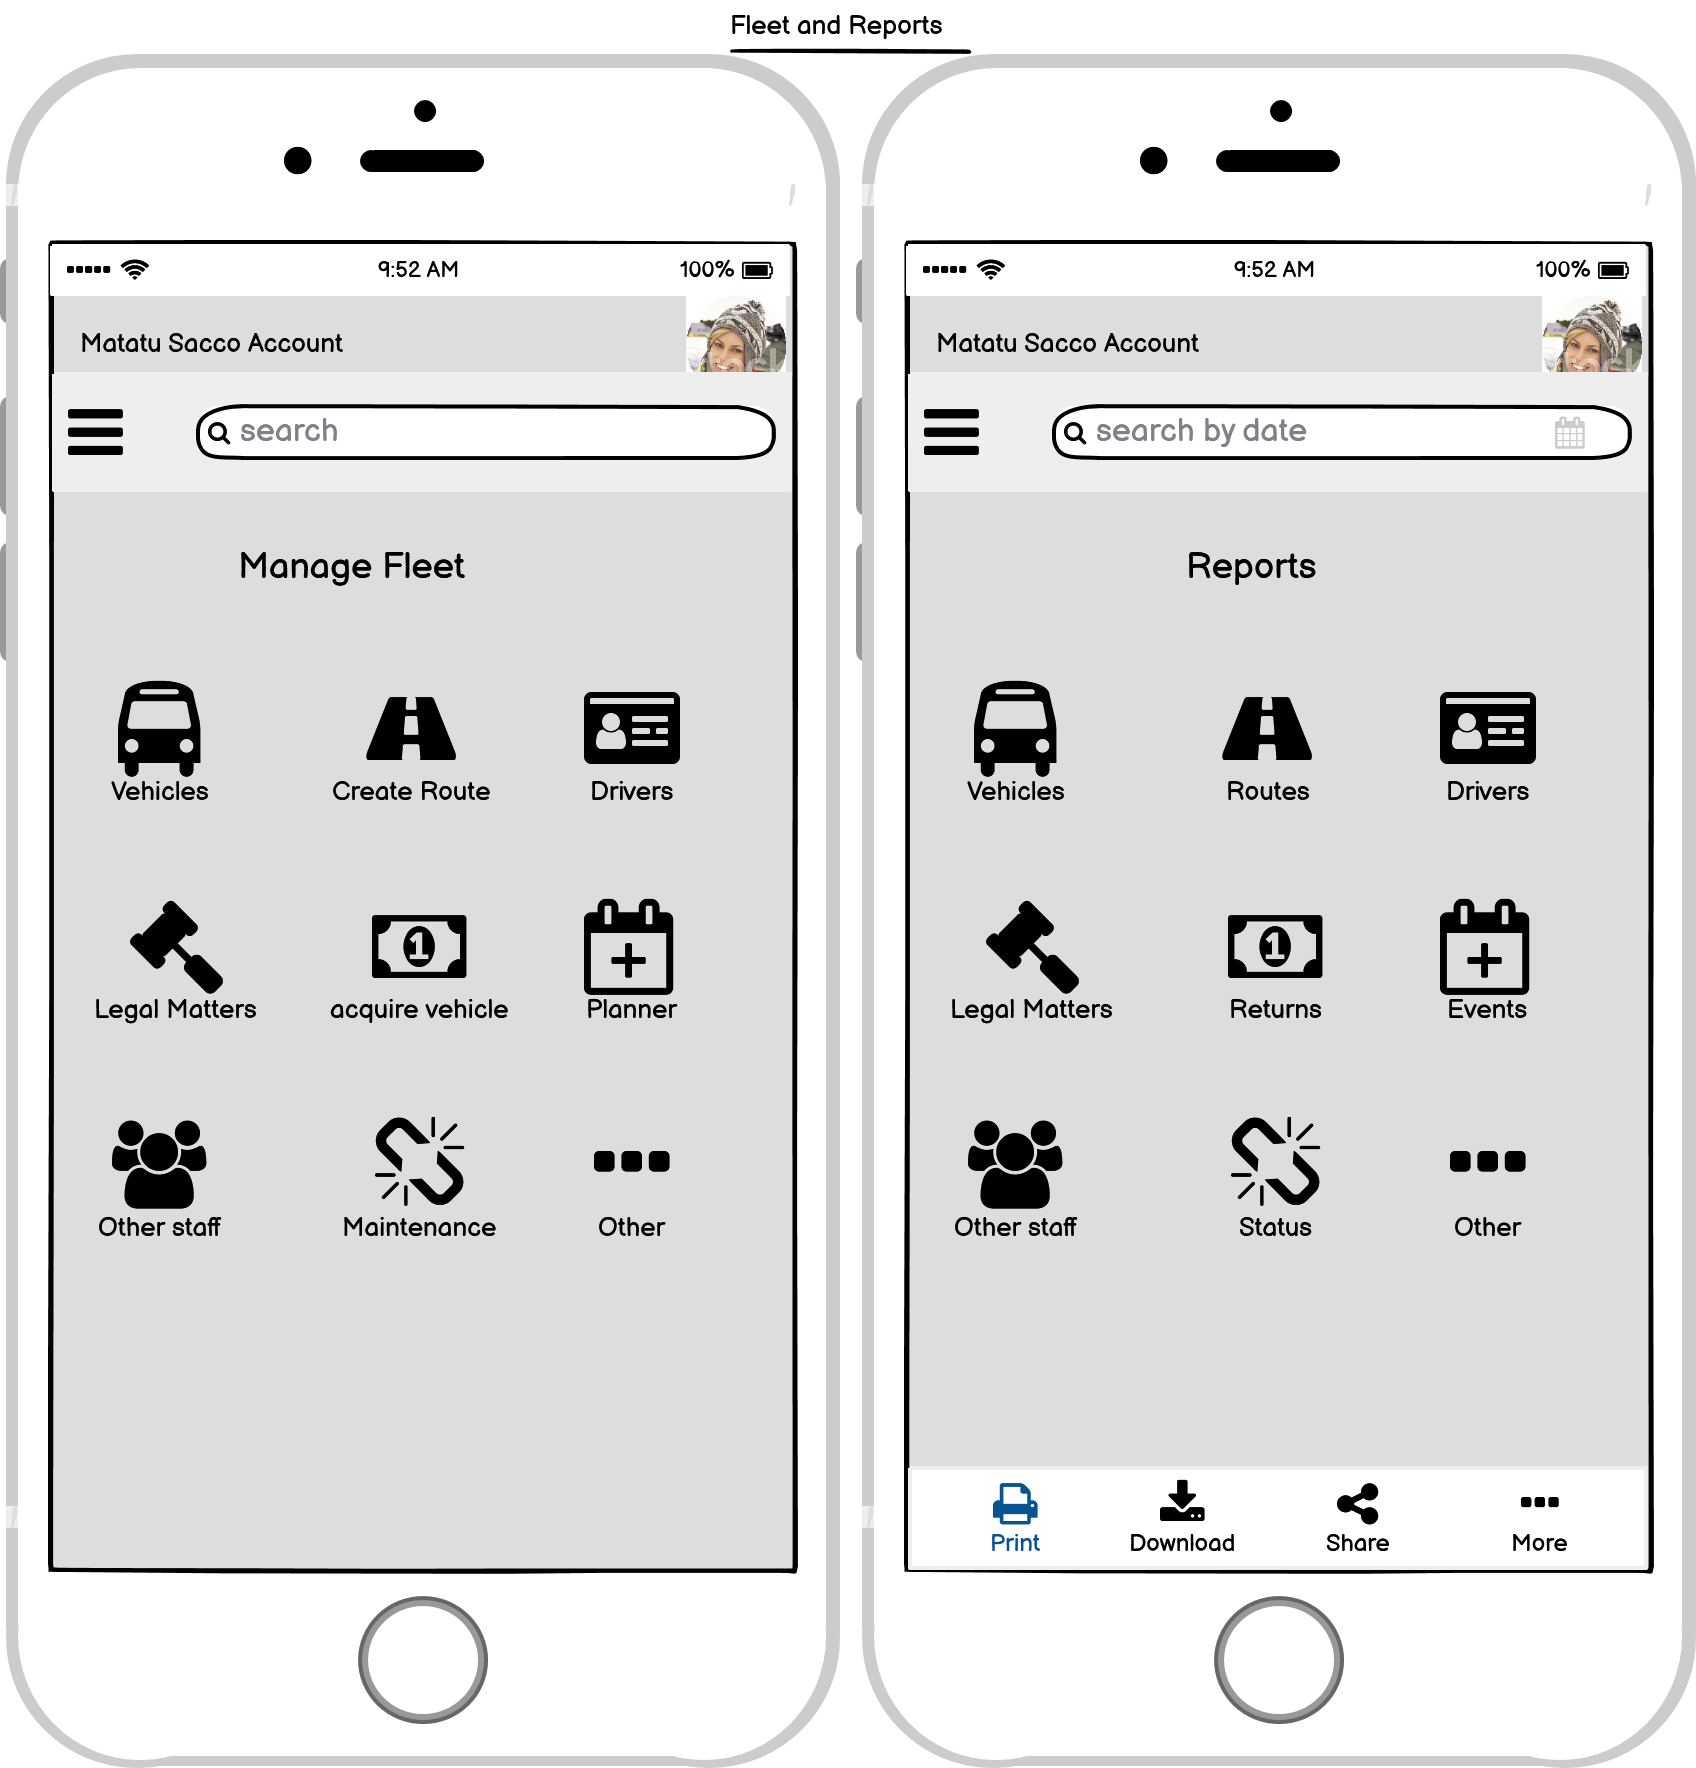 Fleet and Reports
9:52 AM
100%
Matatu Sacco Account
search
Manage Fleet
Vehicles
Create Route
Drivers
Legal Matters
1
acquire vehicle
Planner
Other staff
Maintenance
Other
9:52 AM
100%
Matatu Sacco Account
search by date
Reports
Vehicles
Routes
Drivers
Legal Matters
1
Returns
Events
Other staff
Status
Other
Print
Download
Share
More